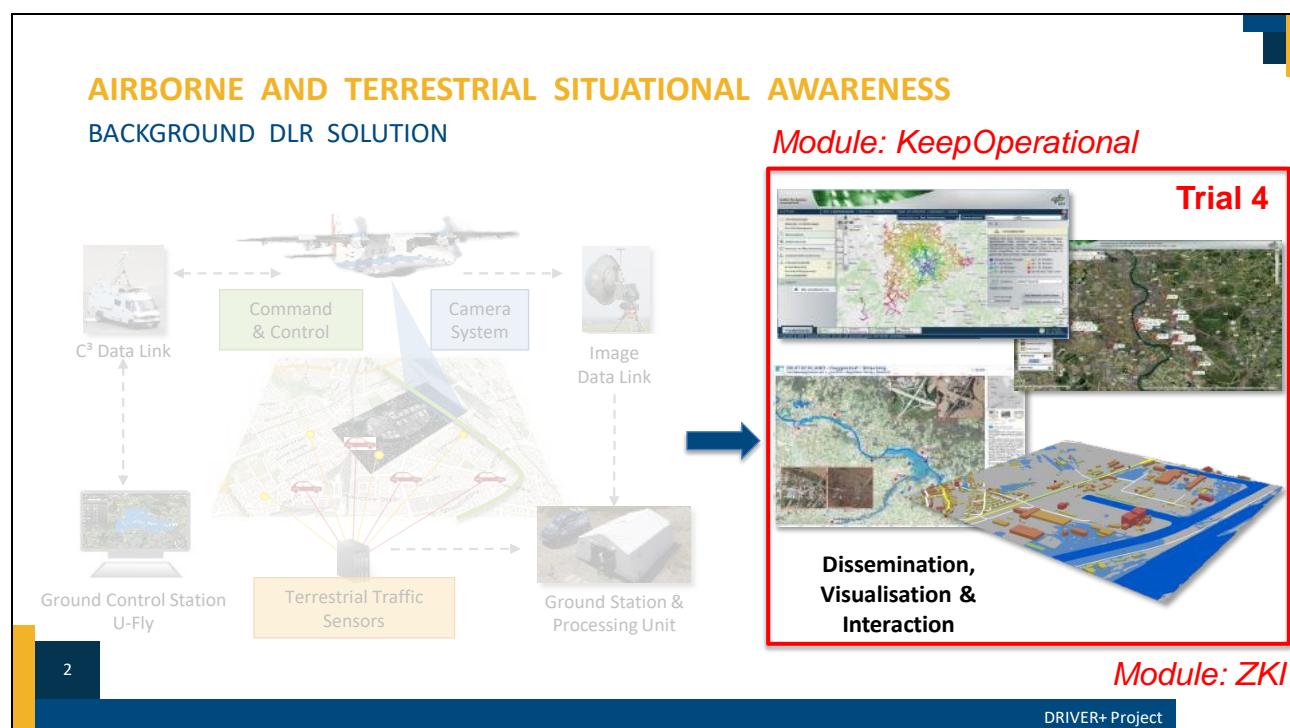 AIRBORNE AND TERRESTRIAL SITUATIONAL AWARENESS
BACKGROUND DLR SOLUTION
Module: KeepOperational
Trial 4
Command
& Control
Camera
System
C³ Data Link
Image
Data Link
Ground Control Station
U-Fly
Terrestrial Traffic
Sensors
Ground Station &
Processing Unit
Dissemination,
Visualisation &
Interaction
Module: ZKI
2
DRIVER+ Project